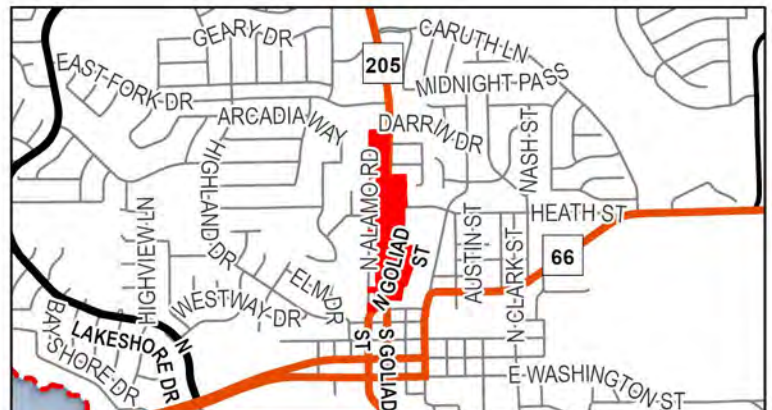 GEARY DR
CARUTH LN
205
EAST FORK DR
MIDNIGHT PASS
ARCADIA WAY
DARRIN DR
NASH ST
HIGHLAND DR
N ALAMO RD
HIGHVIEW LN
HEATH ST
AUSTIN ST
N GOLIAD ST
N CLARK ST
66
ELM DR
WESTWAY DR
BAY SHORE DR
N LAKESHORE DR
ST
S GOLIAD
E WASHINGTON ST